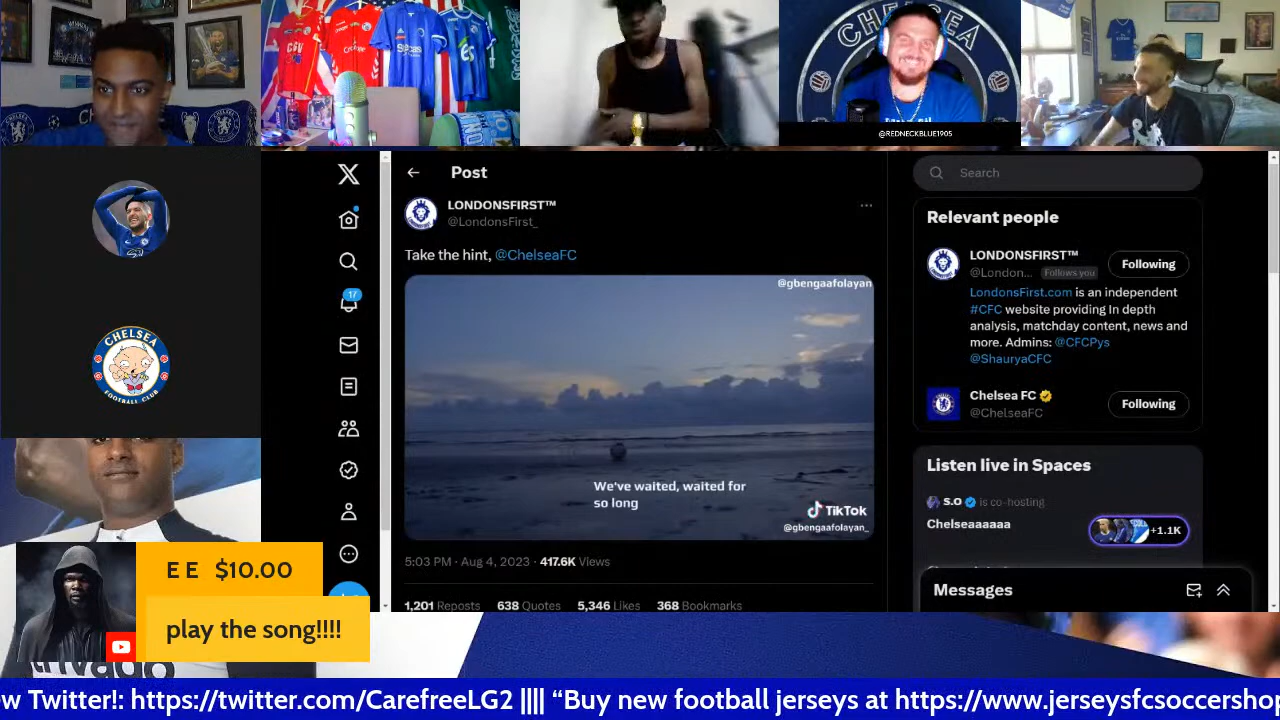 CHELSEA
@REDNECKBLUE1905
Post
LONDONSFIRST™
@LondonsFirst_
Take the hint, @ChelseaFC
@gbengaafolayan
We've waited, waited for
so long
TikTok
@gbengaafolayan_
5:03 PM · Aug 4, 2023 · 417.6K Views
1,201 Reposts 638 Quotes 5,346 Likes 368 Bookmarks
17
Search
Relevant people
LONDONSFIRST™
@London... Follows you
Following
LondonsFirst.com is an independent
#CFC website providing In depth
analysis, matchday content, news and
more. Admins: @CFCPys
@ShauryaCFC
Chelsea FC
@ChelseaFC
Following
Listen live in Spaces
S.O is co-hosting
Chelseaaaaaa
+1.1K
Messages
CHELSEA
FOOTBALL CLUB
E E $10.00
play the song!!!!
ew Twitter!: https://twitter.com/CarefreeLG2 |||| “Buy new football jerseys at https://www.jerseysfcsoccershop